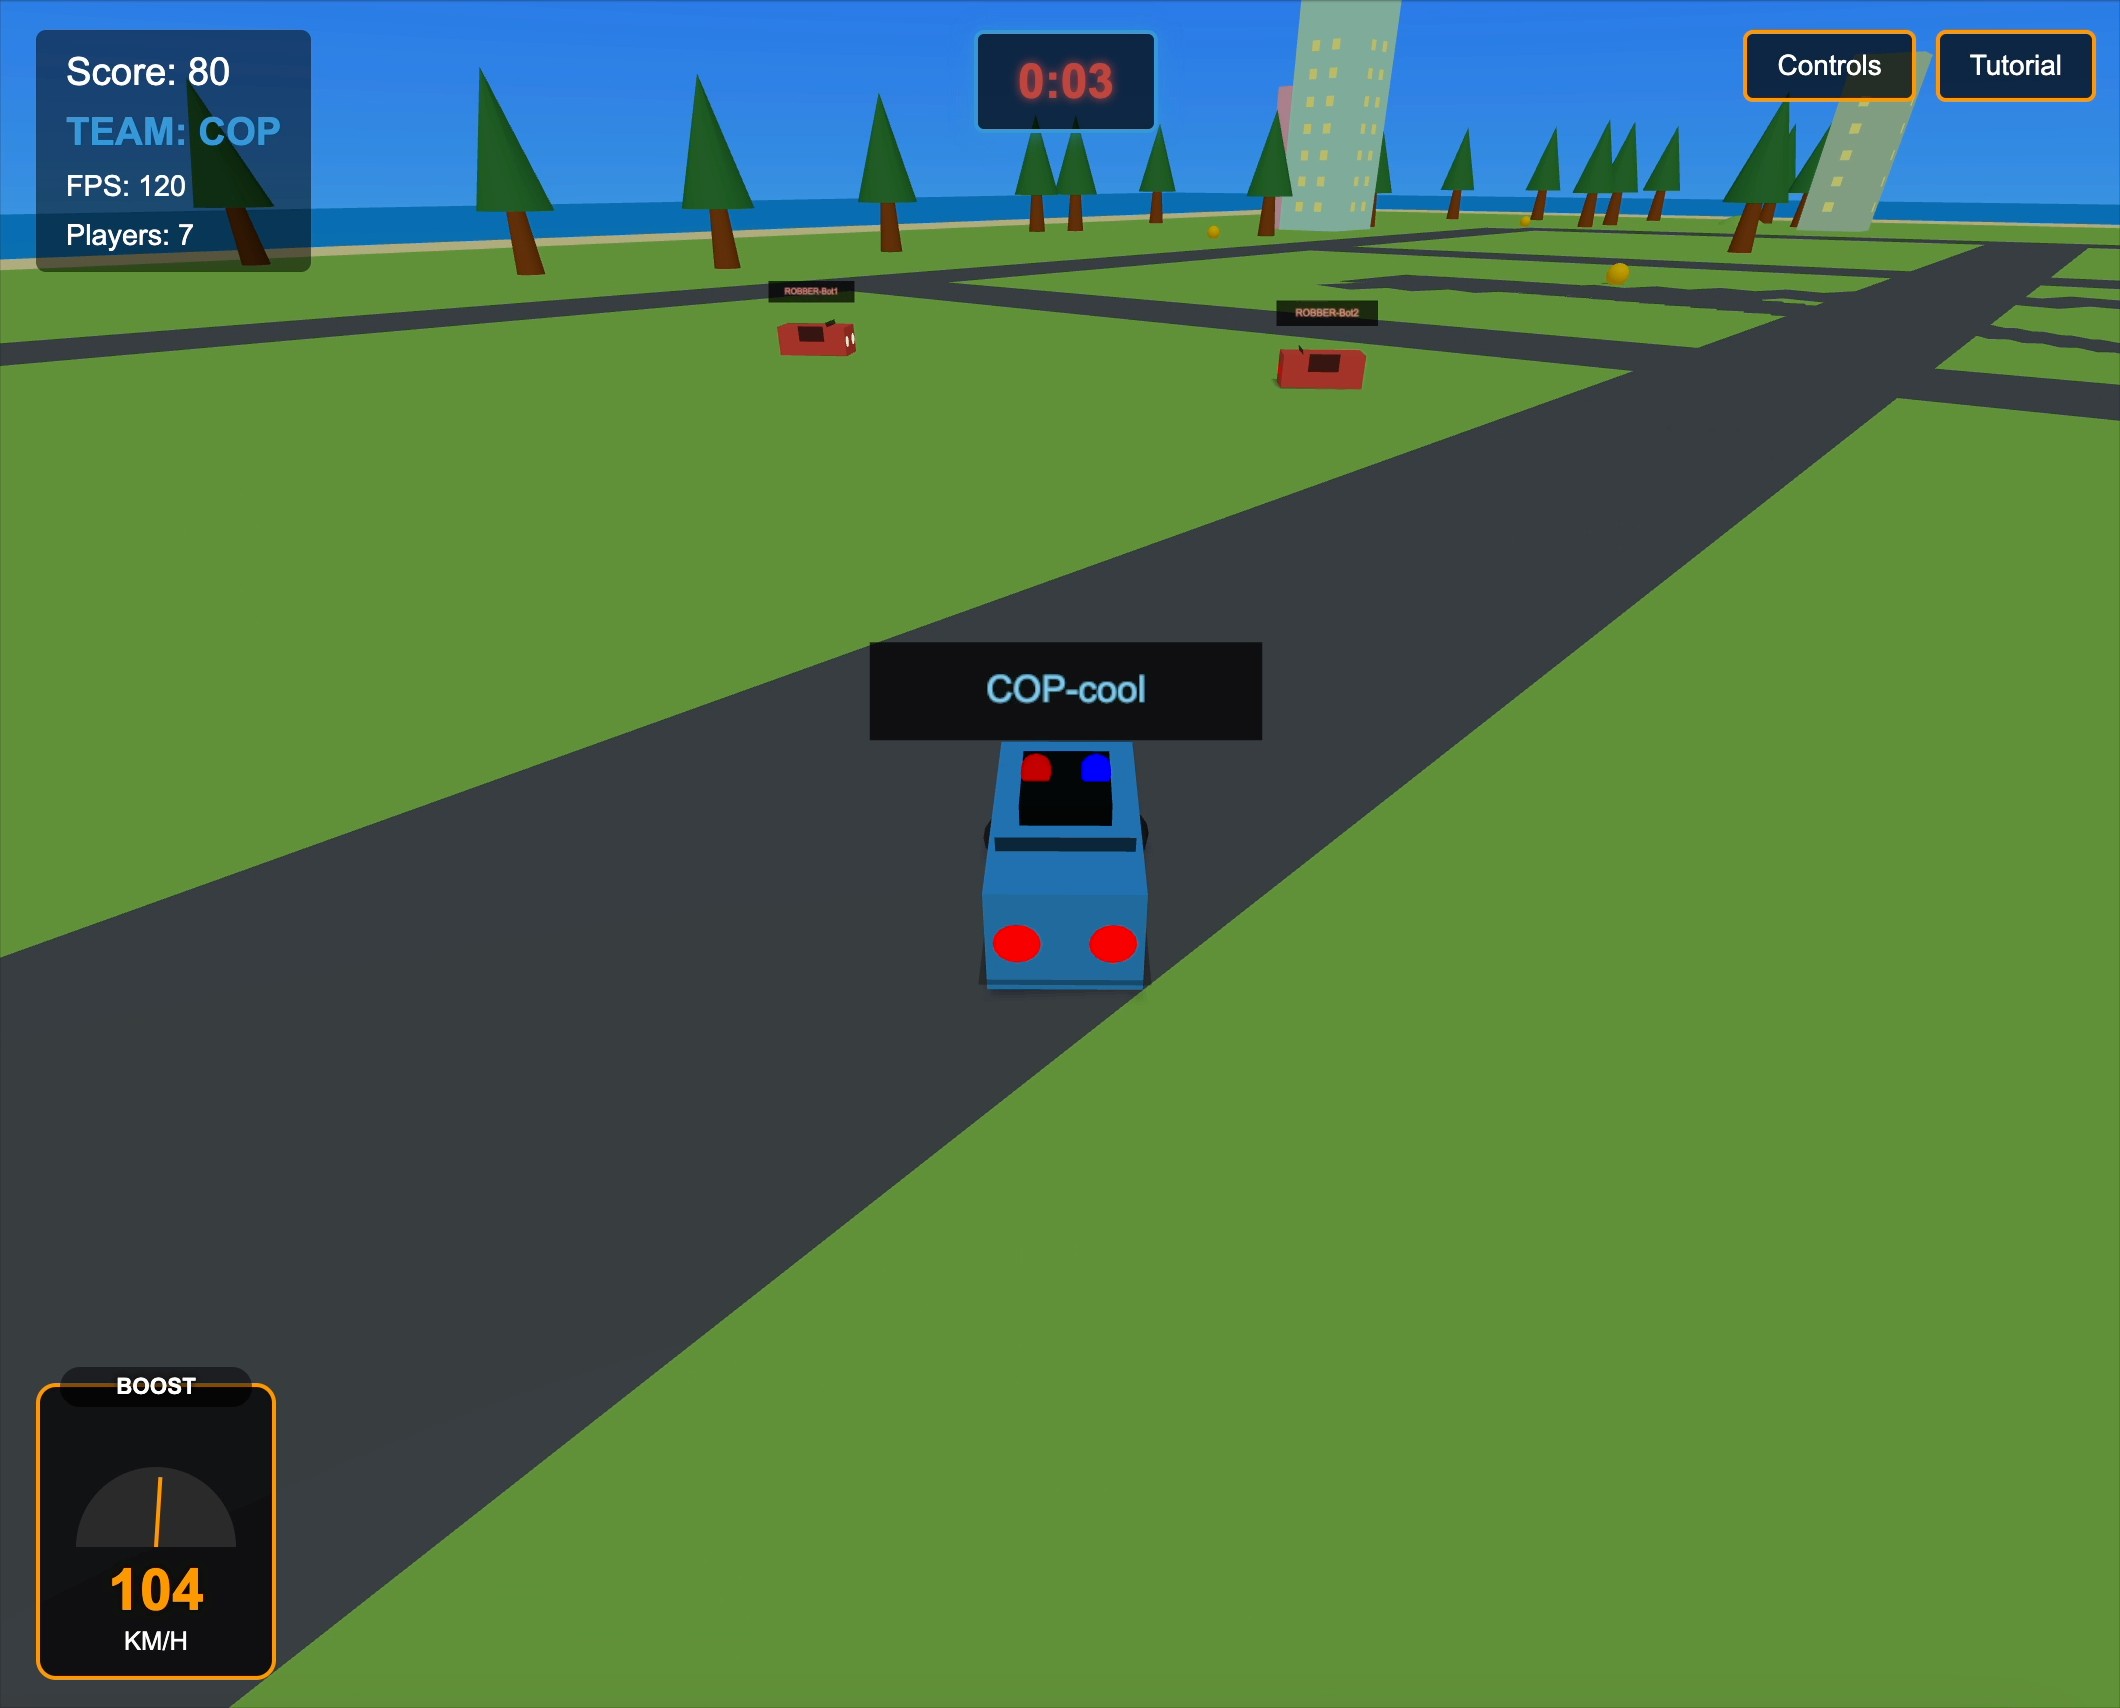 Score: 80
TEAM: COP
FPS: 120
Players: 7
0:03
Controls
Tutorial
ROBBER-Bot1
ROBBER-Bot2
COP-cool
BOOST
104
KM/H